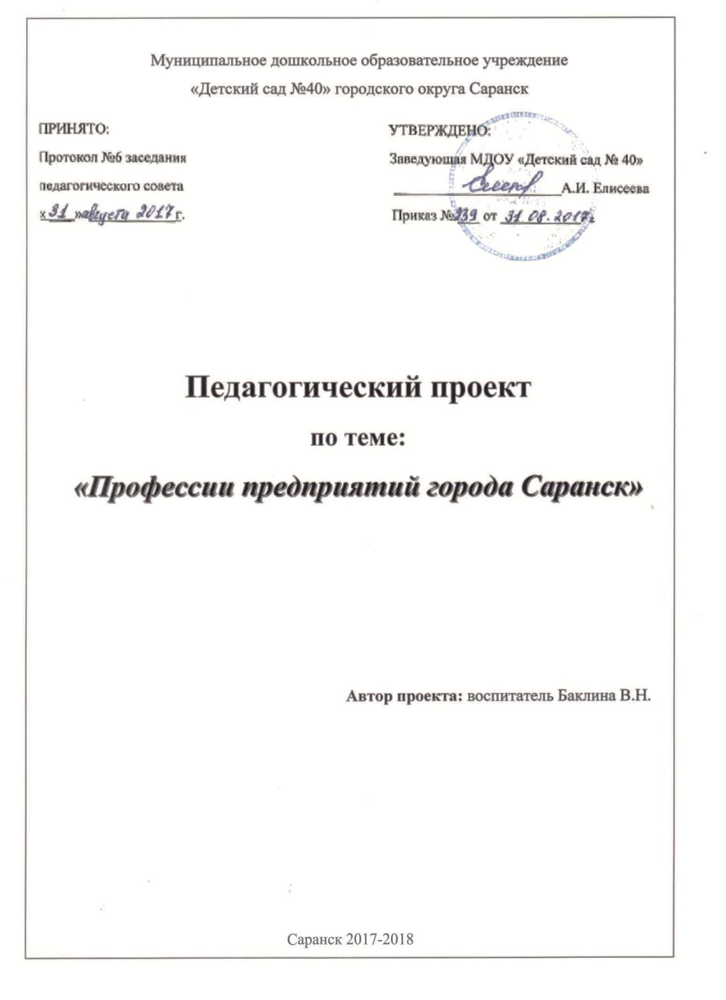 Муниципальное дошкольное образовательное учреждение
«Детский сад №40» городского округа Саранск
ПРИНЯТО:
Протокол №6 заседания
педагогического совета
«31»августа 2017г.
УТВЕРЖДЕНО:
Заведующая МДОУ «Детский сад № 40»
А.И. Елисеева
Приказ №239 от 31.08.2017г
Педагогический проект
по теме:
«Профессии предприятий города Саранск»
Автор проекта: воспитатель Баклина В.Н.
Саранск 2017-2018